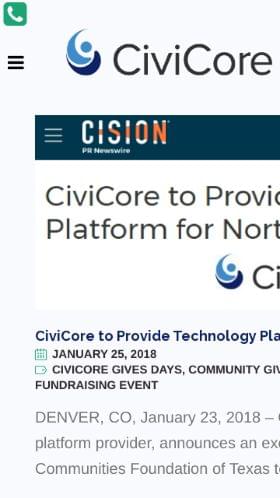 CiviCore
CISION
PR Newswire
CiviCore to Provi
Platform for Nort
Ci
CiviCore to Provide Technology Pla
JANUARY 25, 2018
CIVICORE GIVES DAYS, COMMUNITY GIV
FUNDRAISING EVENT
DENVER, CO, January 23, 2018 –
platform provider, announces an ex
Communities Foundation of Texas t